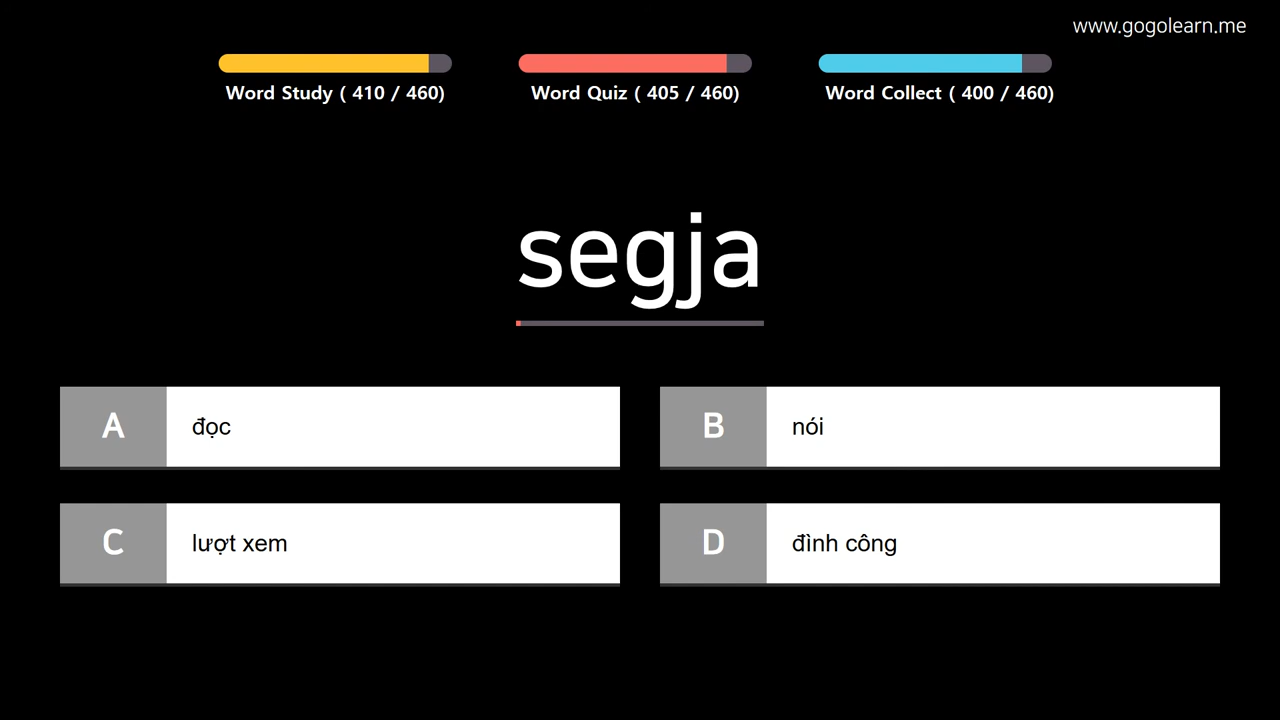 www.gogolearn.me
Word Study ( 410 / 460)
Word Quiz ( 405 / 460)
Word Collect ( 400 / 460)
segja
A đọc
B nói
C lượt xem
D đình công